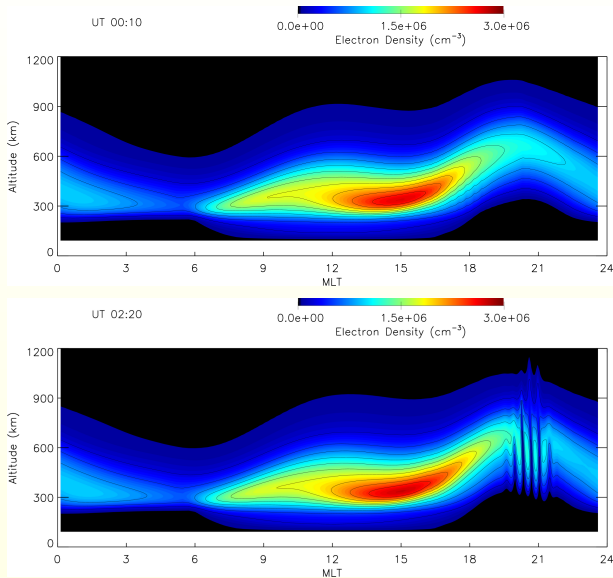 UT 00:10
0.0e+00 1.5e+06 3.0e+06
Electron Density (cm⁻³)
1200
900
600
300
0
Altitude (km)
0 3 6 9 12 15 18 21 24
MLT
UT 02:20
0.0e+00 1.5e+06 3.0e+06
Electron Density (cm⁻³)
1200
900
600
300
0
Altitude (km)
0 3 6 9 12 15 18 21 24
MLT